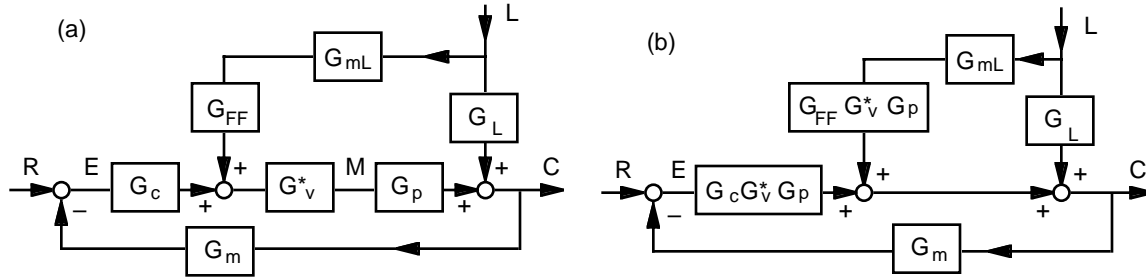 (a)
L
G_mL
G_FF
G_L
+
+
R
E
G_c
+
G*_v
M
G_p
+
C
−
G_m
(b)
L
G_mL
G_FF G*_v G_p
G_L
+
+
R
E
G_c G*_v G_p
+
+
C
−
G_m